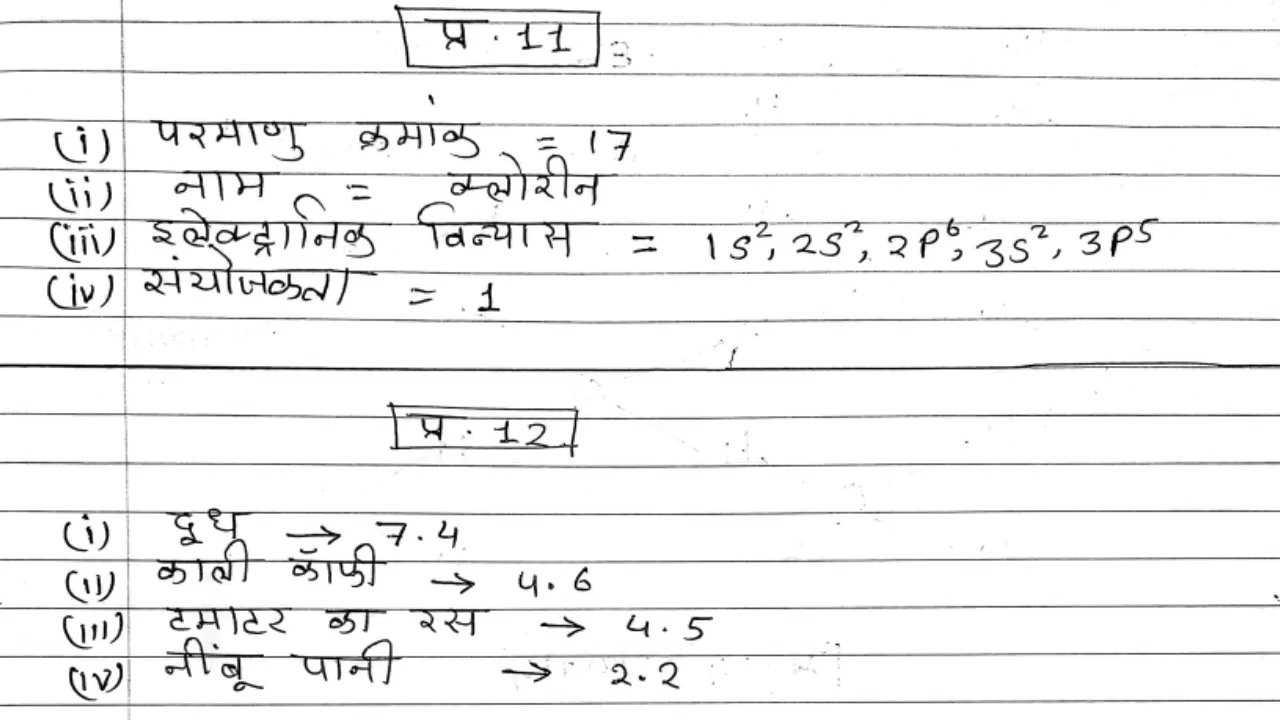 प्र. 11
(i) परमाणु क्रमांक = 17
(ii) नाम = क्लोरीन
(iii) इलेक्ट्रानिक विन्यास = 1s², 2s², 2p⁶, 3s², 3p⁵
(iv) संयोजकता = 1
प्र. 12
(i) दूध → 7.4
(ii) काली कॉफी → 4.6
(iii) टमाटर का रस → 4.5
(iv) नींबू पानी → 2.2